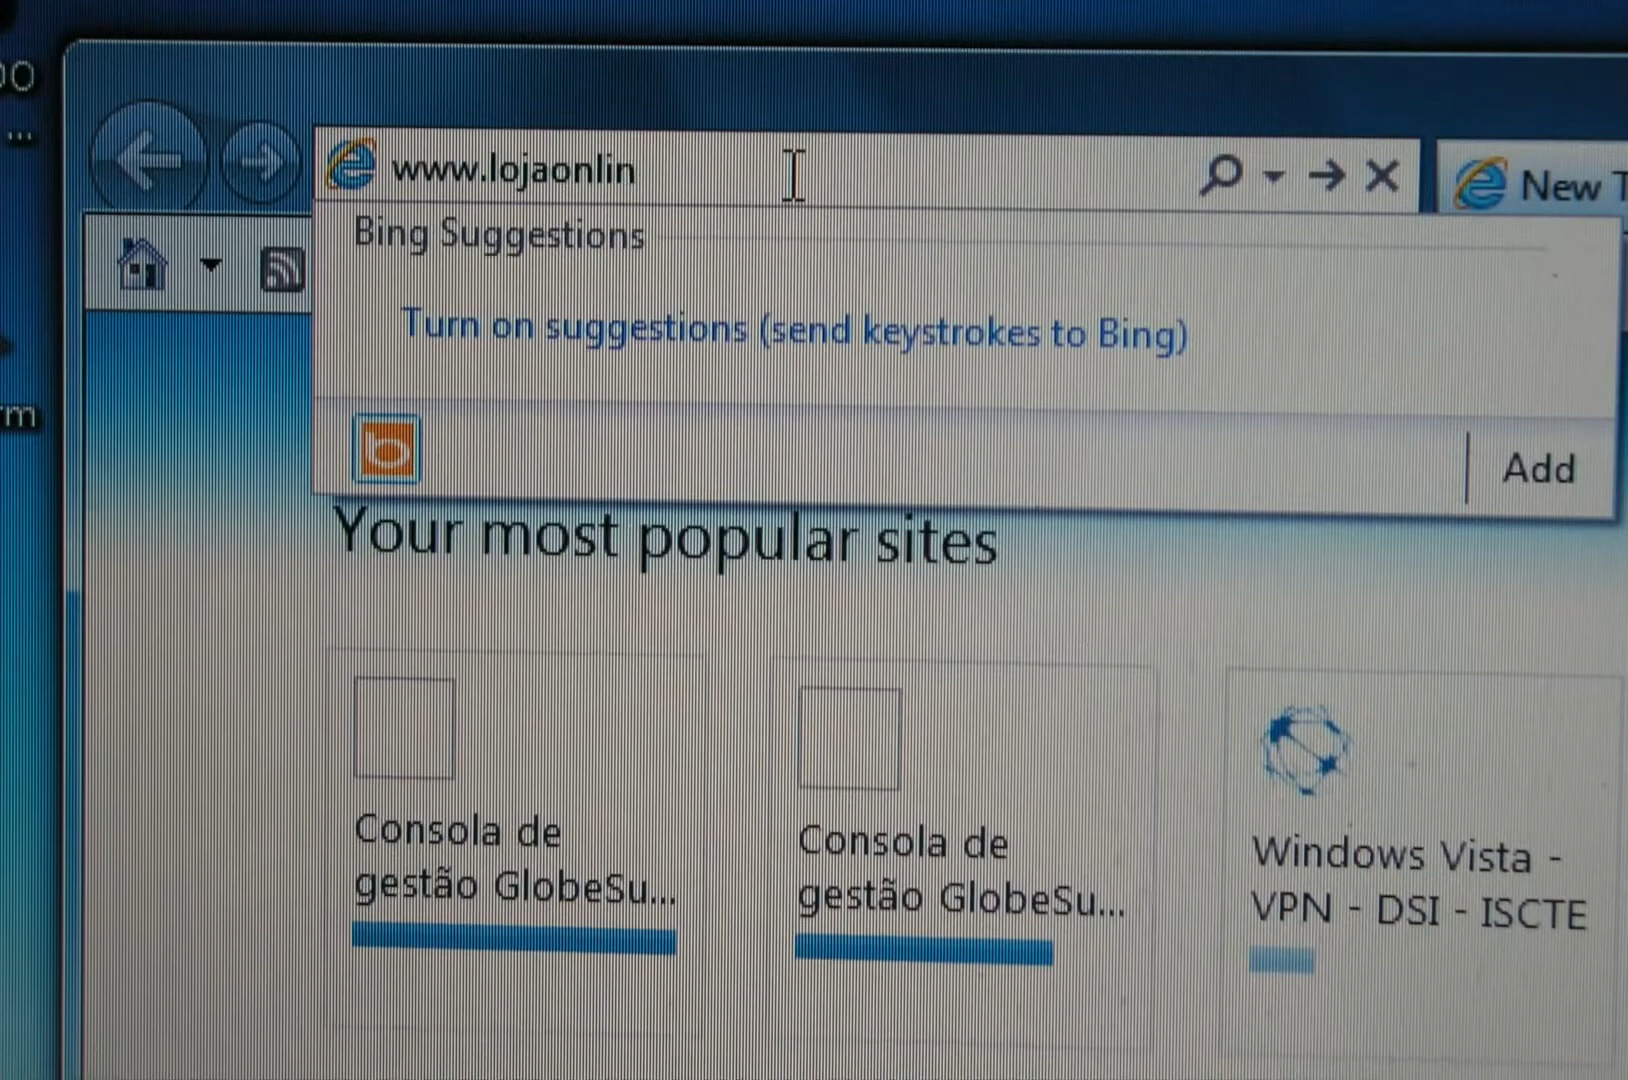 www.lojaonlin
New
Bing Suggestions
Turn on suggestions (send keystrokes to Bing)
Add
Your most popular sites
Consola de
gestão GlobeSu...
Consola de
gestão GlobeSu...
Windows Vista -
VPN - DSI - ISCTE